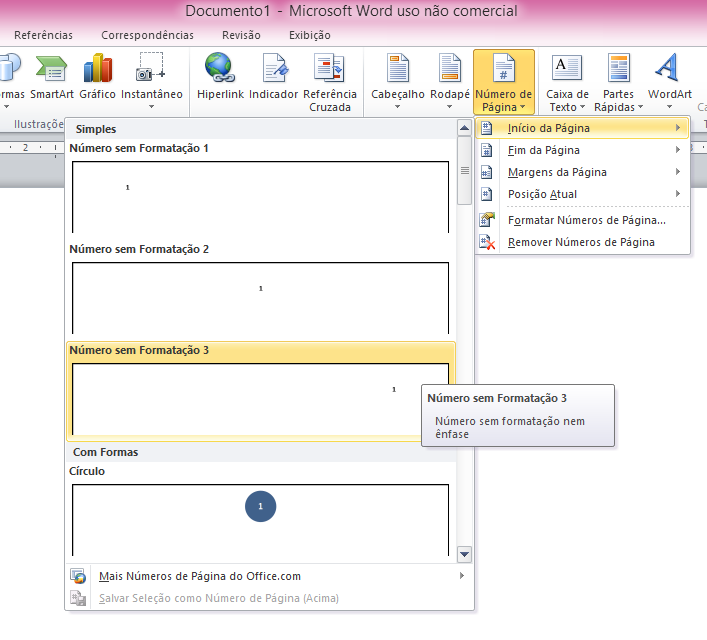 Documento1 - Microsoft Word uso não comercial
Referências Correspondências Revisão Exibição
rmas SmartArt Gráfico Instantâneo Hiperlink Indicador Referência Cruzada Cabeçalho Rodapé Número de Página Caixa de Texto Partes Rápidas WordArt
Ilustraçõe
2
Início da Página
Fim da Página
Margens da Página
Posição Atual
Formatar Números de Página...
Remover Números de Página
Simples
Número sem Formatação 1
1
Número sem Formatação 2
1
Número sem Formatação 3
1
Número sem Formatação 3
Número sem formatação nem
ênfase
Com Formas
Círculo
1
Mais Números de Página do Office.com
Salvar Seleção como Número de Página (Acima)